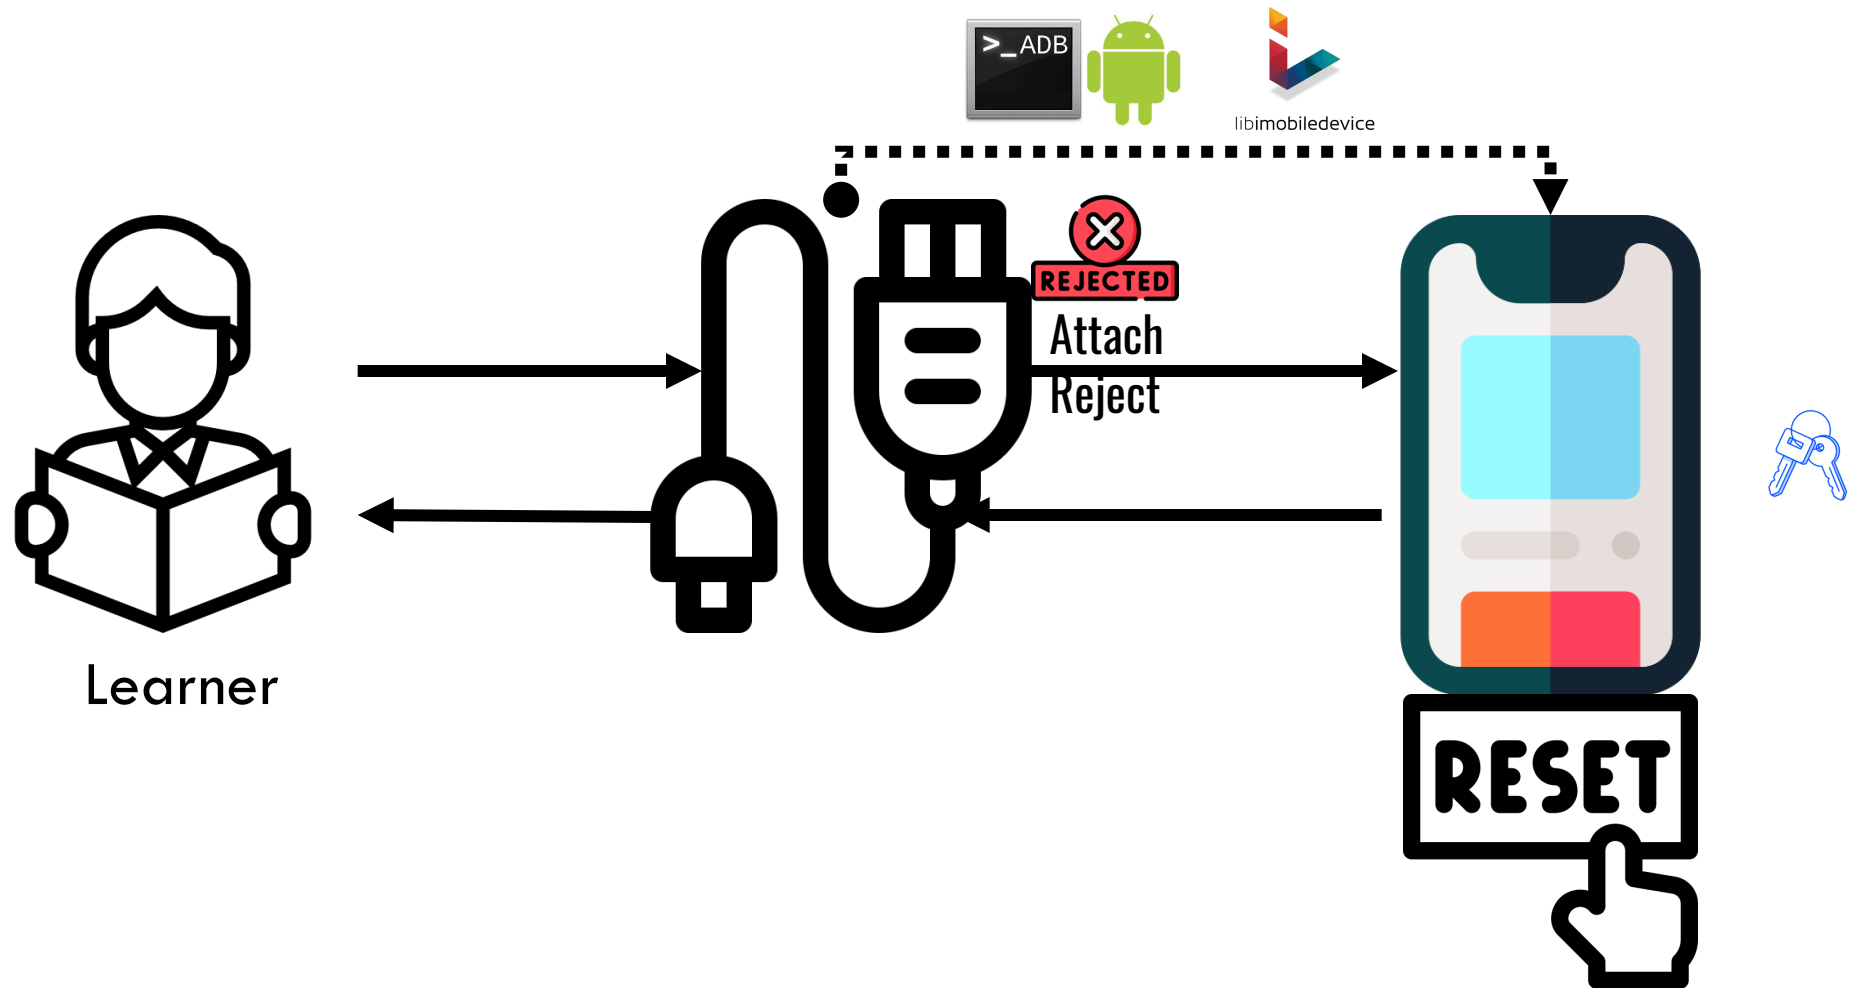 >_ADB
libimobiledevice
REJECTED
Attach
Reject
Learner
RESET